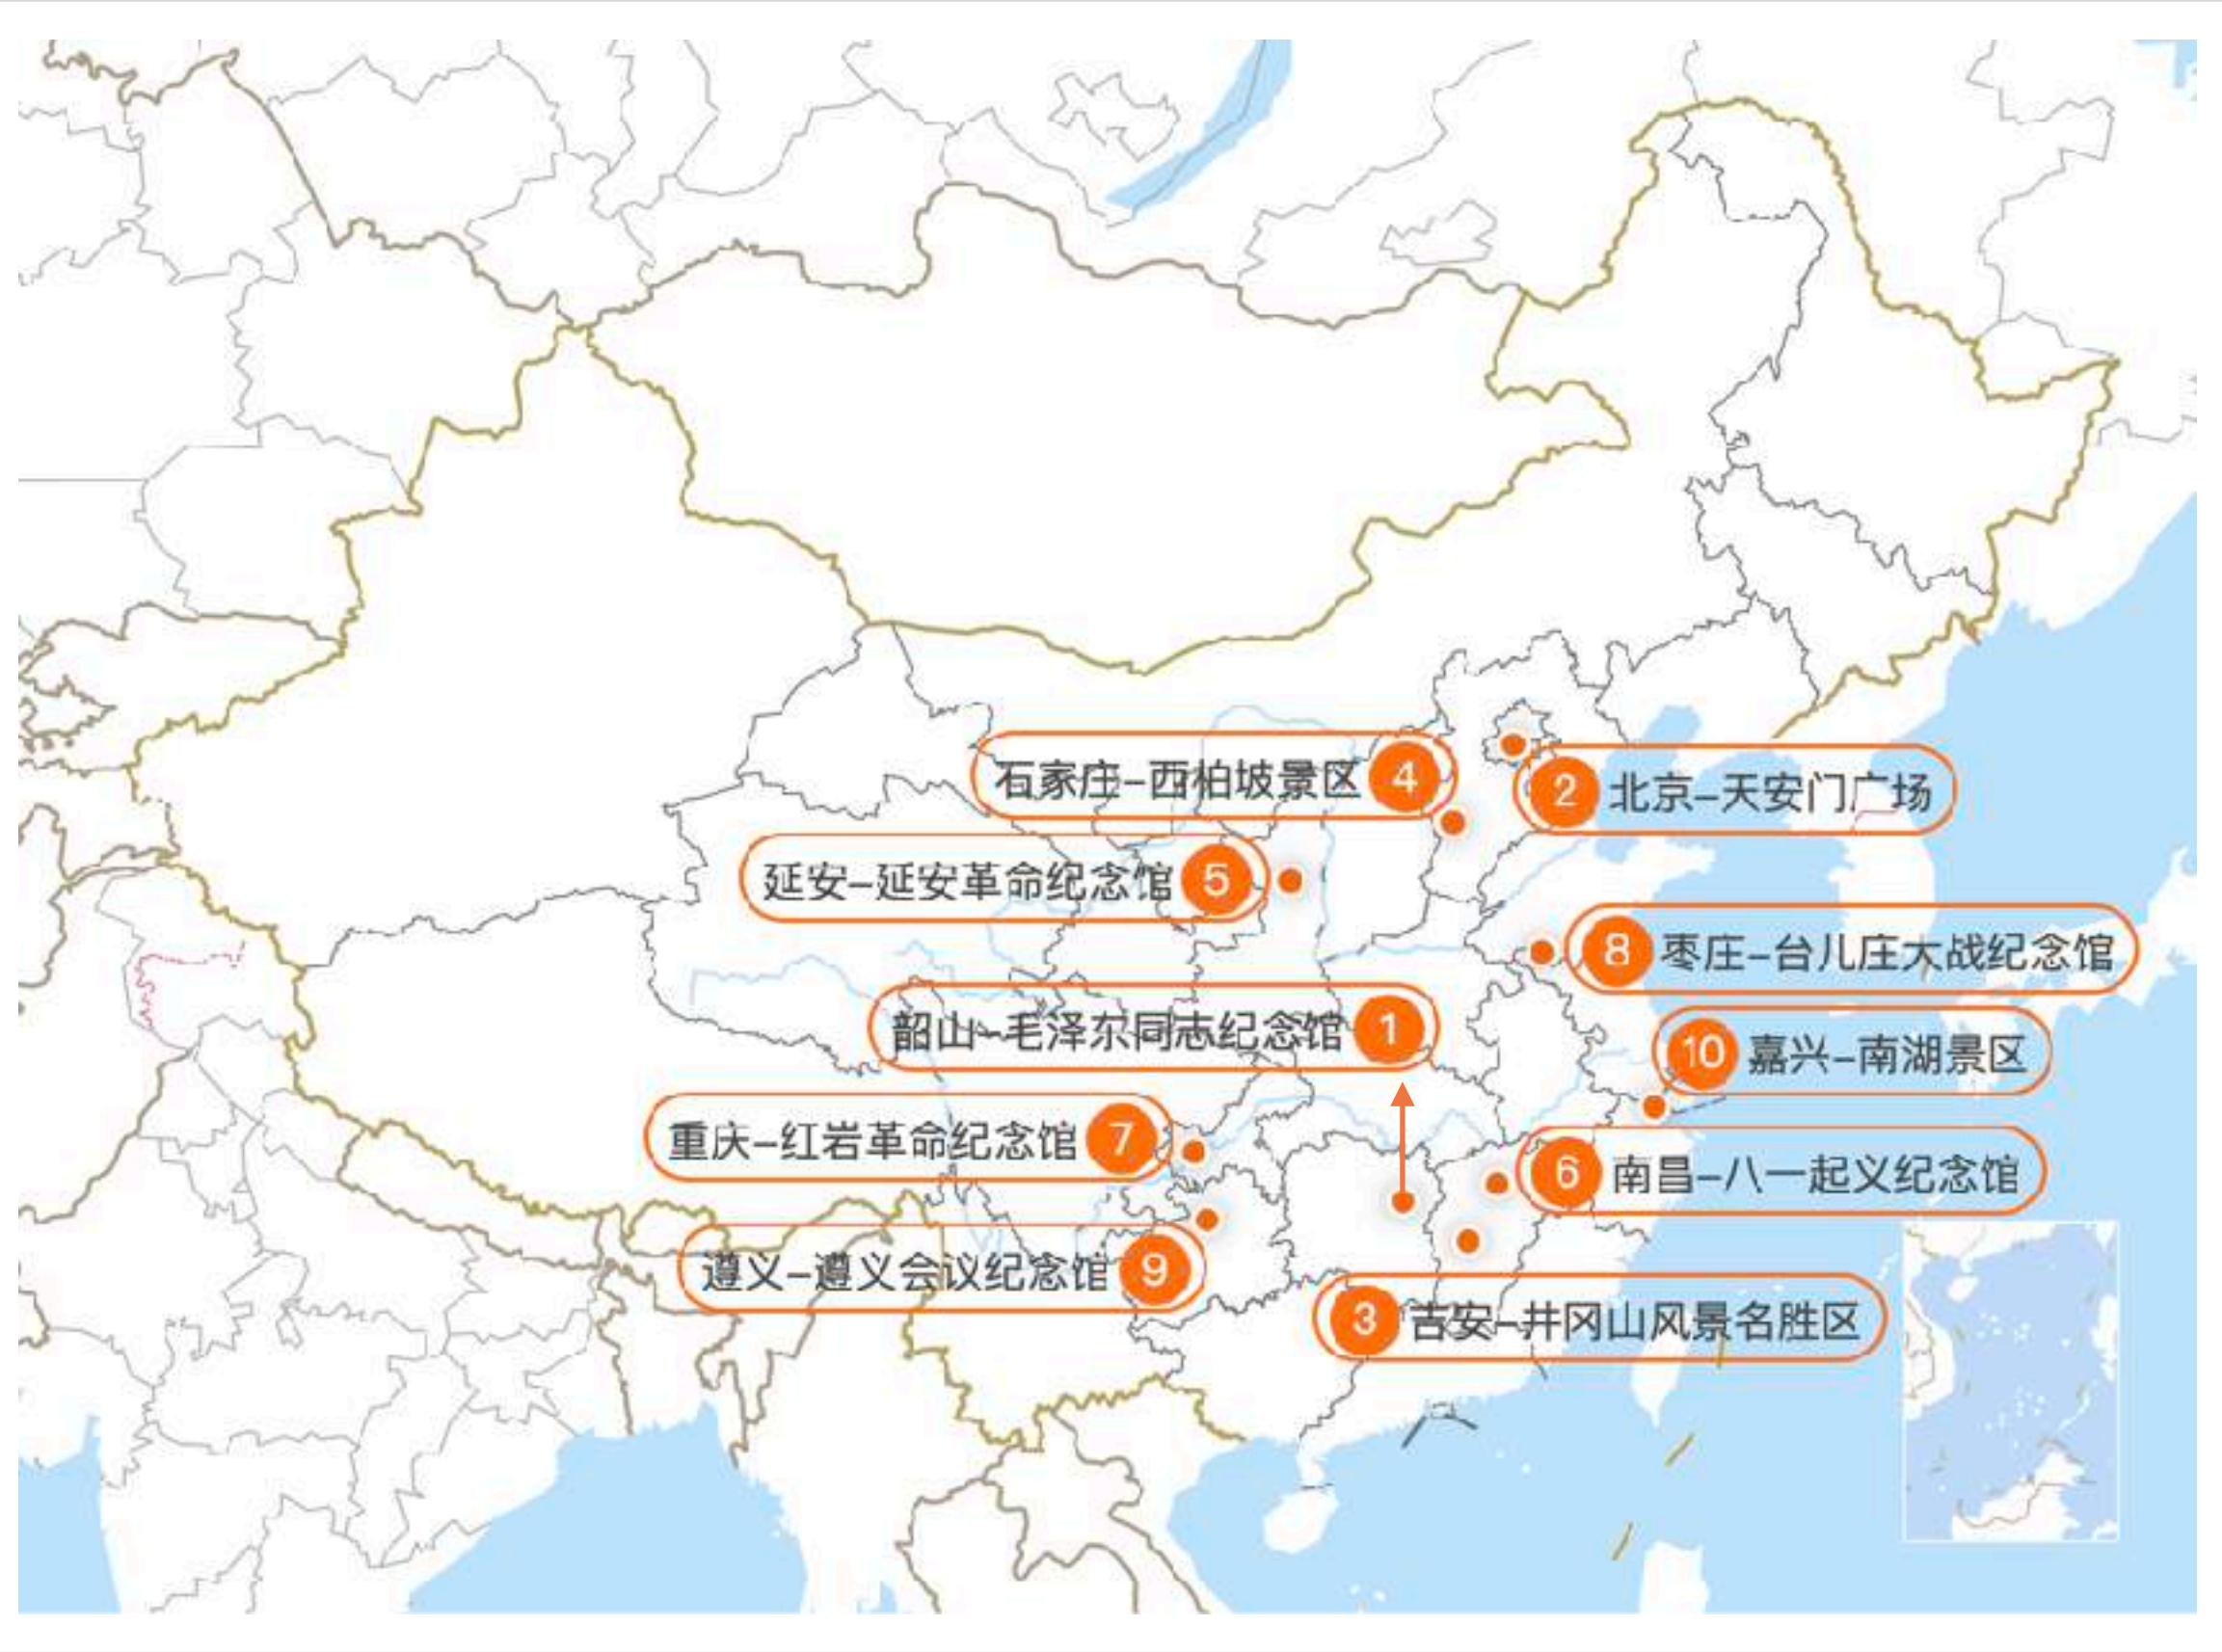 石家庄–西柏坡景区 4
2 北京–天安门广场
延安–延安革命纪念馆 5
8 枣庄–台儿庄大战纪念馆
韶山–毛泽东同志纪念馆 1
10 嘉兴–南湖景区
重庆–红岩革命纪念馆 7
6 南昌–八一起义纪念馆
遵义–遵义会议纪念馆 9
3 吉安–井冈山风景名胜区